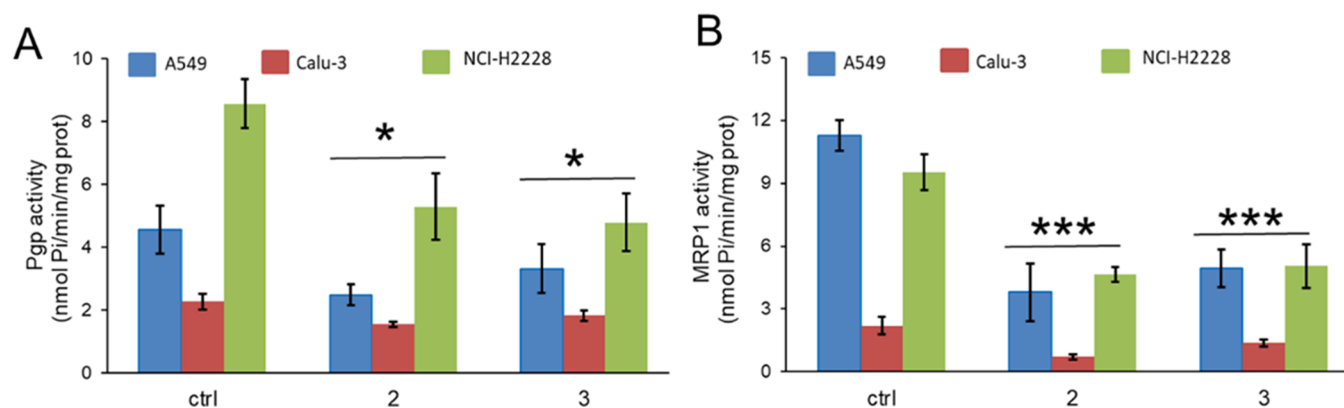 A
A549
Calu-3
NCI-H2228
Pgp activity
(nmol Pi/min/mg prot)
10
8
6
4
2
0
*
*
ctrl
2
3
B
A549
Calu-3
NCI-H2228
MRP1 activity
(nmol Pi/min/mg prot)
15
12
9
6
3
0
***
***
ctrl
2
3